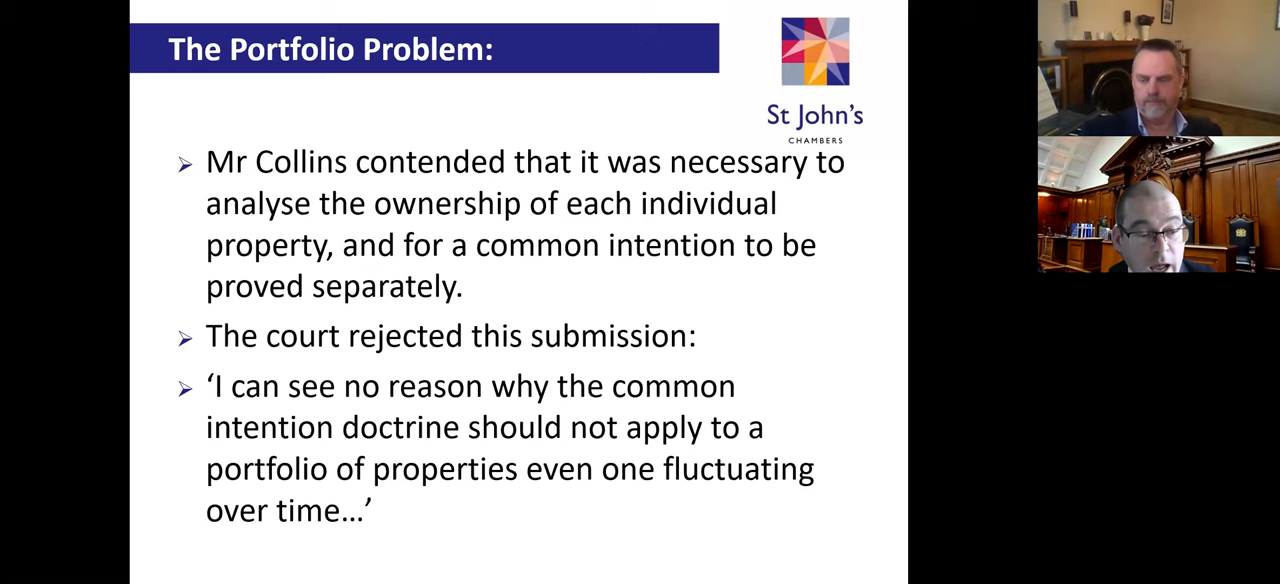 The Portfolio Problem:
St John's
CHAMBERS
➢ Mr Collins contended that it was necessary to
analyse the ownership of each individual
property, and for a common intention to be
proved separately.
➢ The court rejected this submission:
➢ ‘I can see no reason why the common
intention doctrine should not apply to a
portfolio of properties even one fluctuating
over time…’